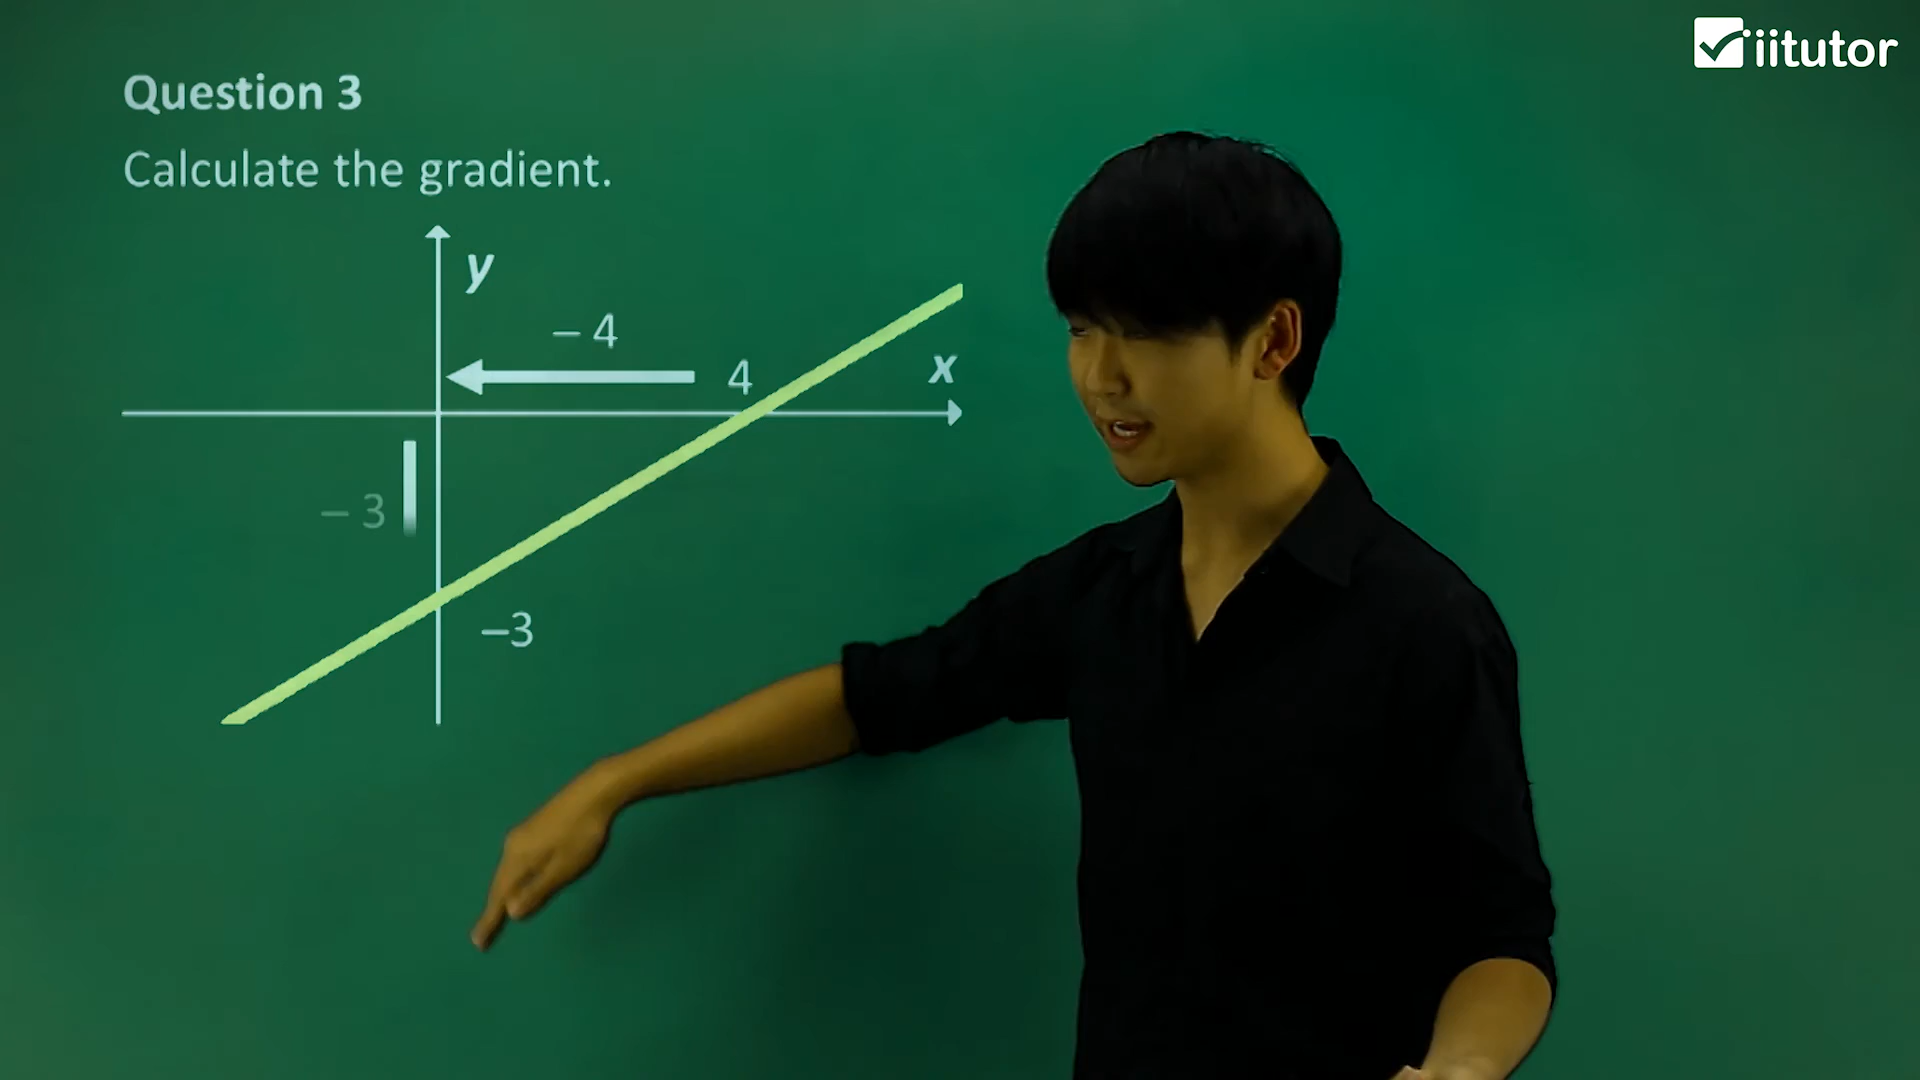 iitutor
Question 3
Calculate the gradient.
y
– 4
4
x
– 3
–3